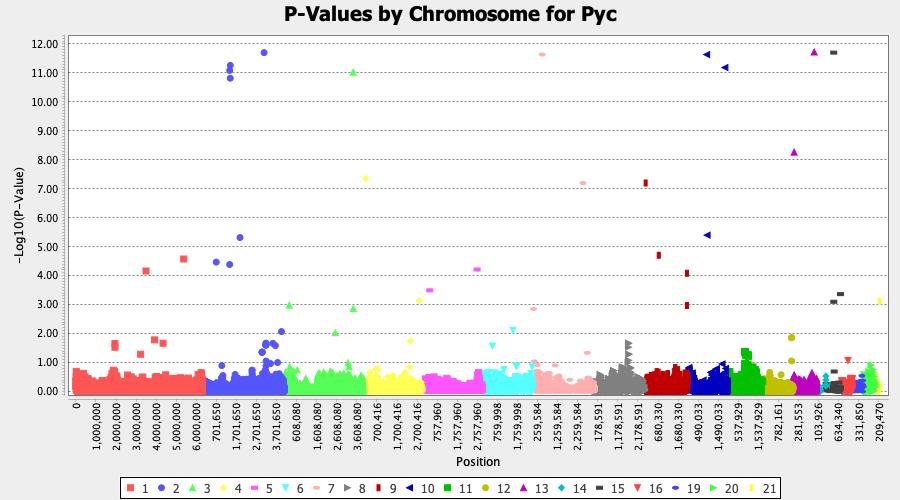 P-Values by Chromosome for Pyc
-Log10(P-Value)
12.00
11.00
10.00
9.00
8.00
7.00
6.00
5.00
4.00
3.00
2.00
1.00
0.00
0 1,000,000 2,000,000 3,000,000 4,000,000 5,000,000 6,000,000 701,650 1,701,650 2,701,650 3,701,650 608,080 1,608,080 2,608,080 3,608,080 700,416 1,700,416 2,700,416 757,960 1,757,960 2,757,960 759,998 1,759,998 259,584 1,259,584 2,259,584 178,591 1,178,591 2,178,591 680,330 1,680,330 490,033 1,490,033 537,929 1,537,929 782,161 281,553 103,926 634,340 331,850 209,470
Position
1 2 3 4 5 6 7 8 9 10 11 12 13 14 15 16 19 20 21